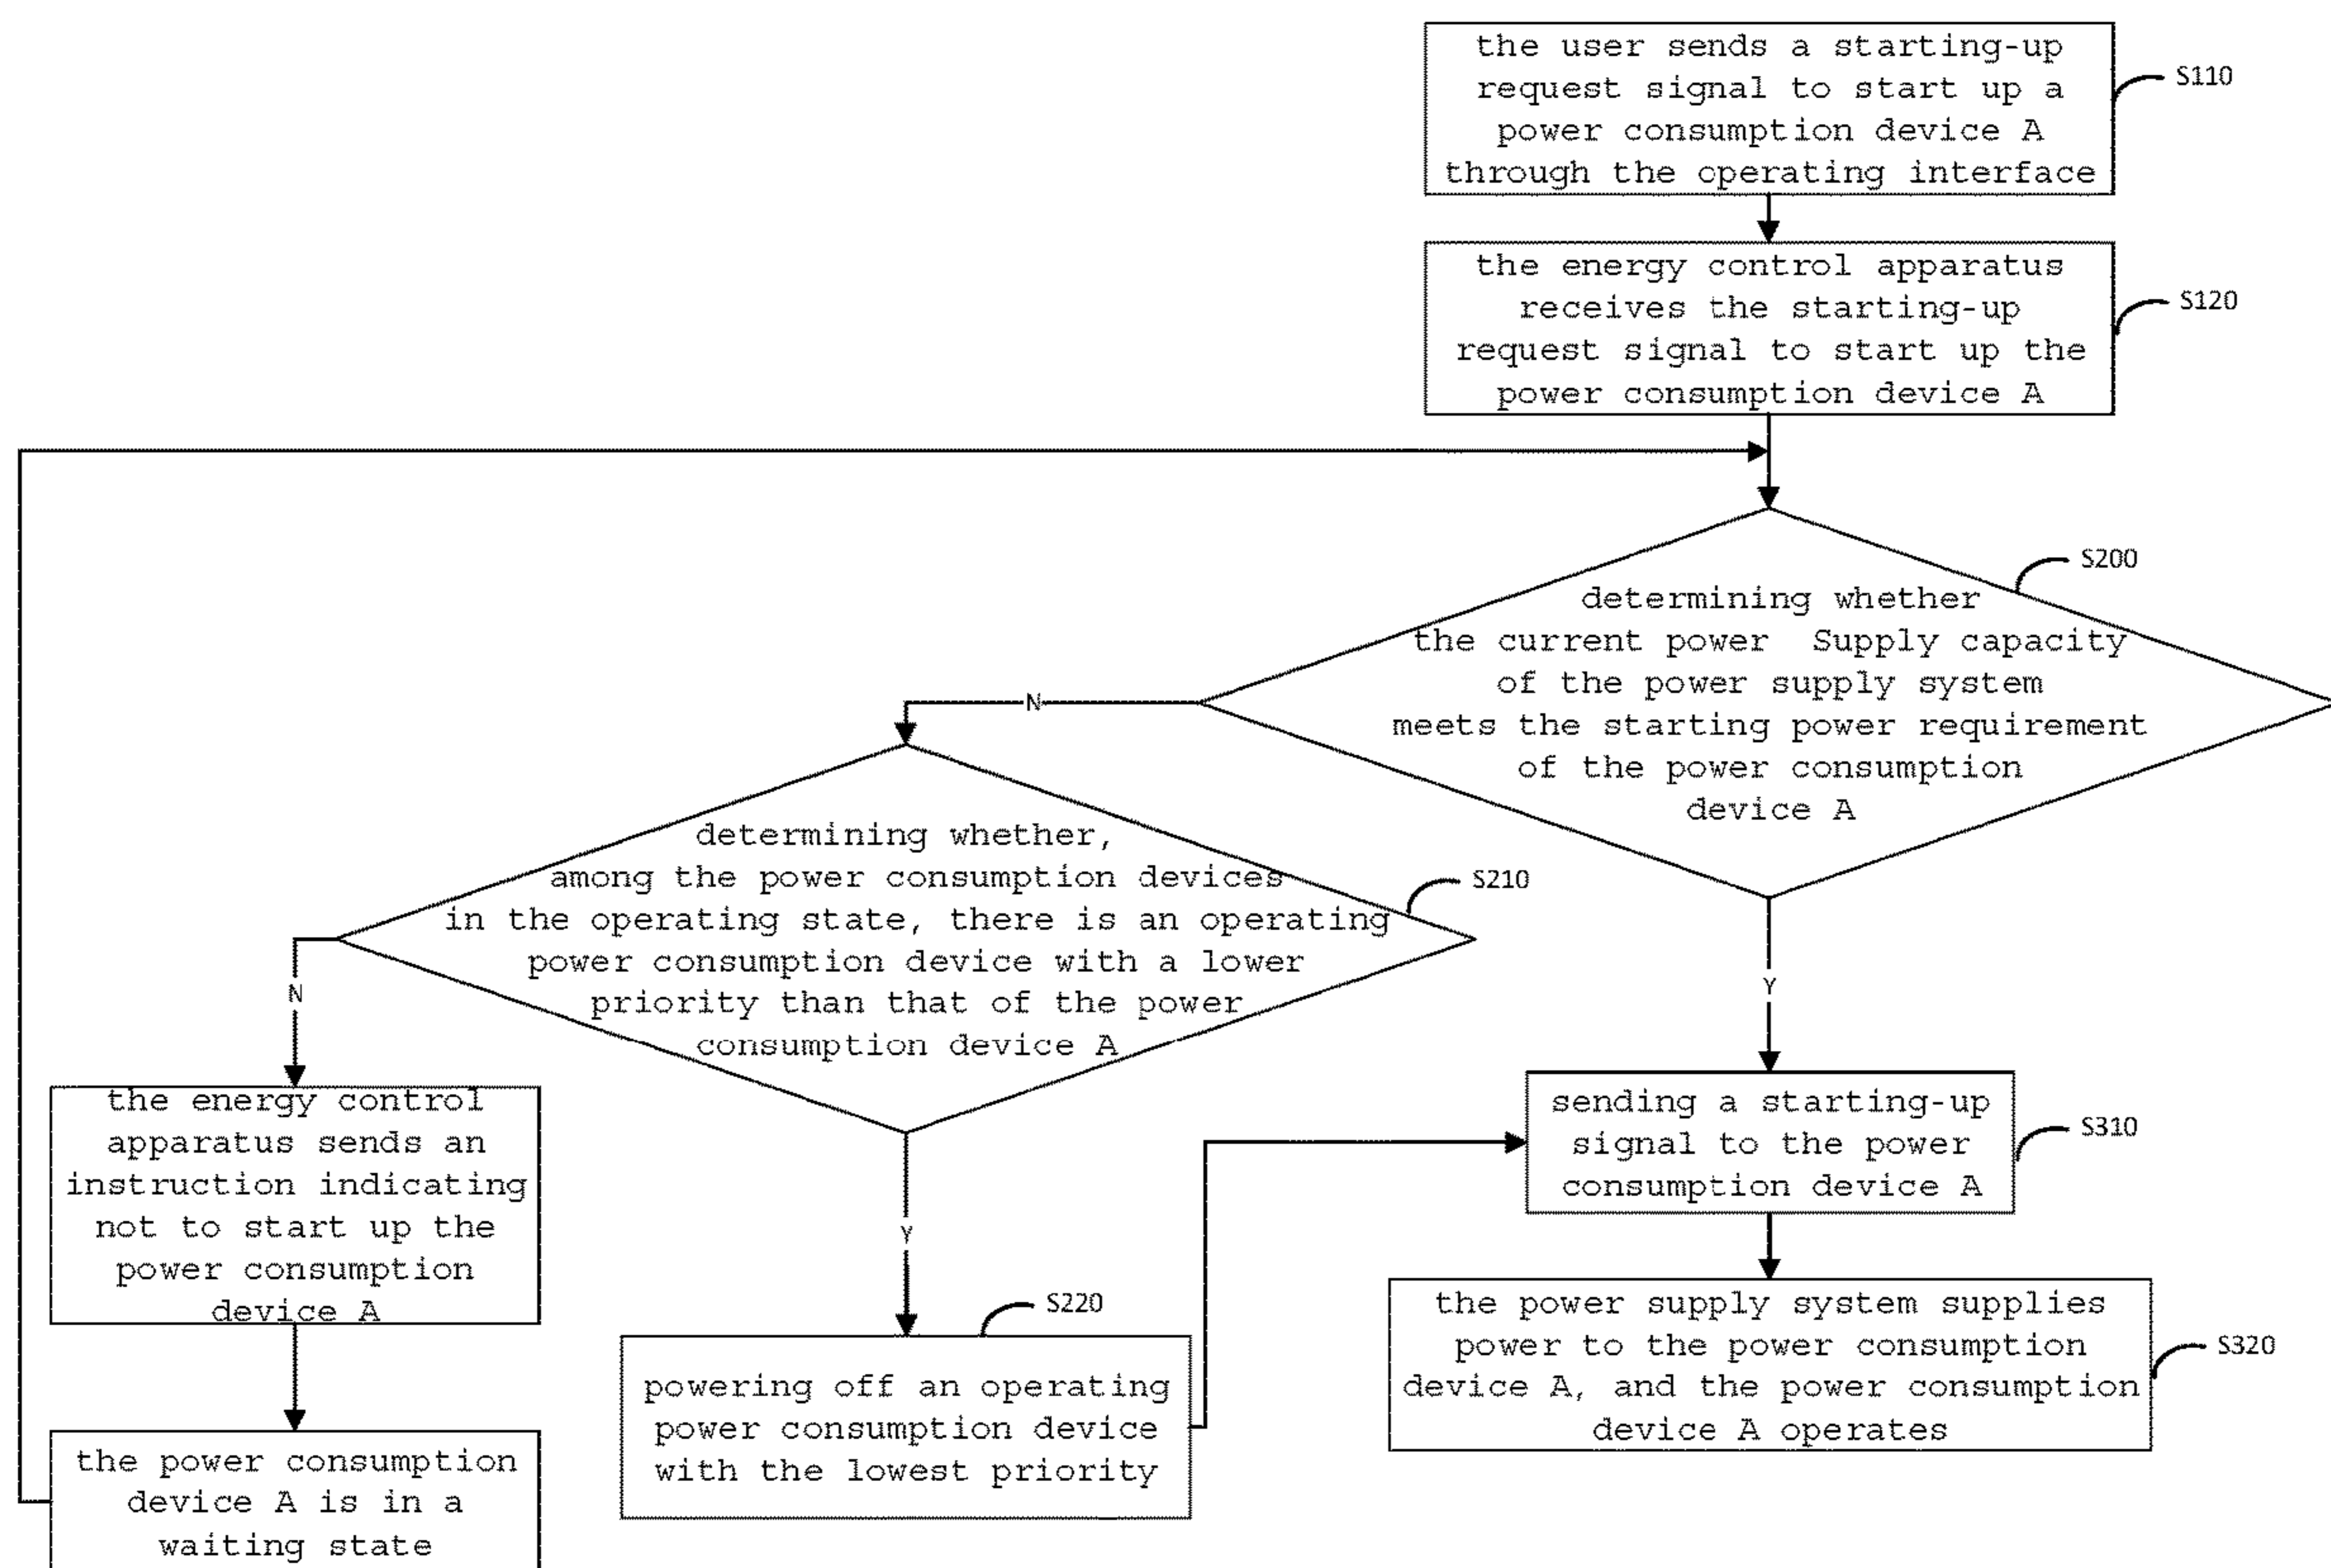 the user sends a starting-up
request signal to start up a
power consumption device A
through the operating interface
S110
the energy control apparatus
receives the starting-up
request signal to start up the
power consumption device A
S120
S200
determining whether
the current power Supply capacity
of the power supply system
meets the starting power requirement
of the power consumption
device A
N
Y
determining whether,
among the power consumption devices
in the operating state, there is an operating
power consumption device with a lower
priority than that of the power
consumption device A
S210
N
Y
the energy control
apparatus sends an
instruction indicating
not to start up the
power consumption
device A
the power consumption
device A is in a
waiting state
S220
powering off an operating
power consumption device
with the lowest priority
sending a starting-up
signal to the power
consumption device A
S310
the power supply system supplies
power to the power consumption
device A, and the power consumption
device A operates
S320